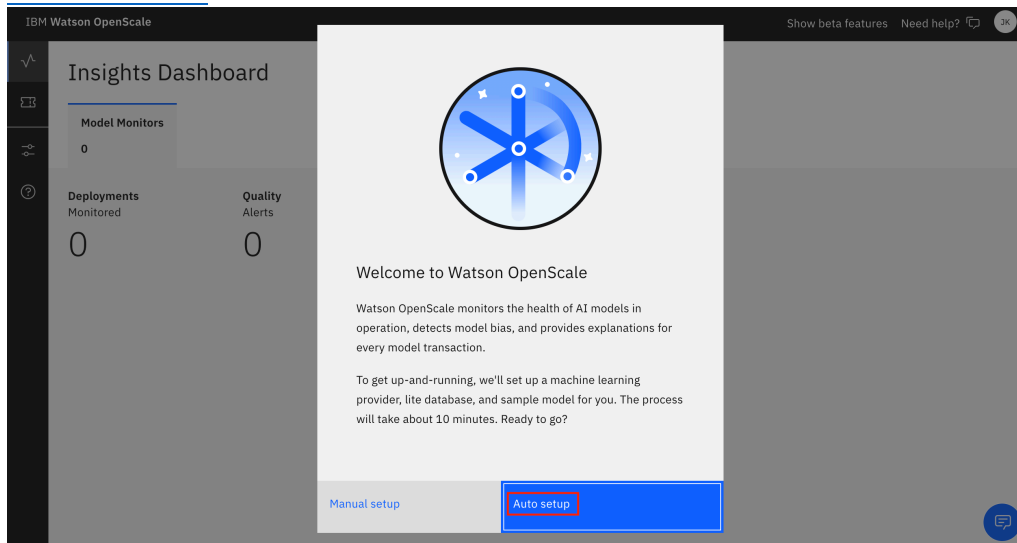 IBM Watson OpenScale
Show beta features Need help? JK
Insights Dashboard
Model Monitors
0
Deployments
Monitored
0
Quality
Alerts
0
Welcome to Watson OpenScale
Watson OpenScale monitors the health of AI models in
operation, detects model bias, and provides explanations for
every model transaction.
To get up-and-running, we'll set up a machine learning
provider, lite database, and sample model for you. The process
will take about 10 minutes. Ready to go?
Manual setup
Auto setup